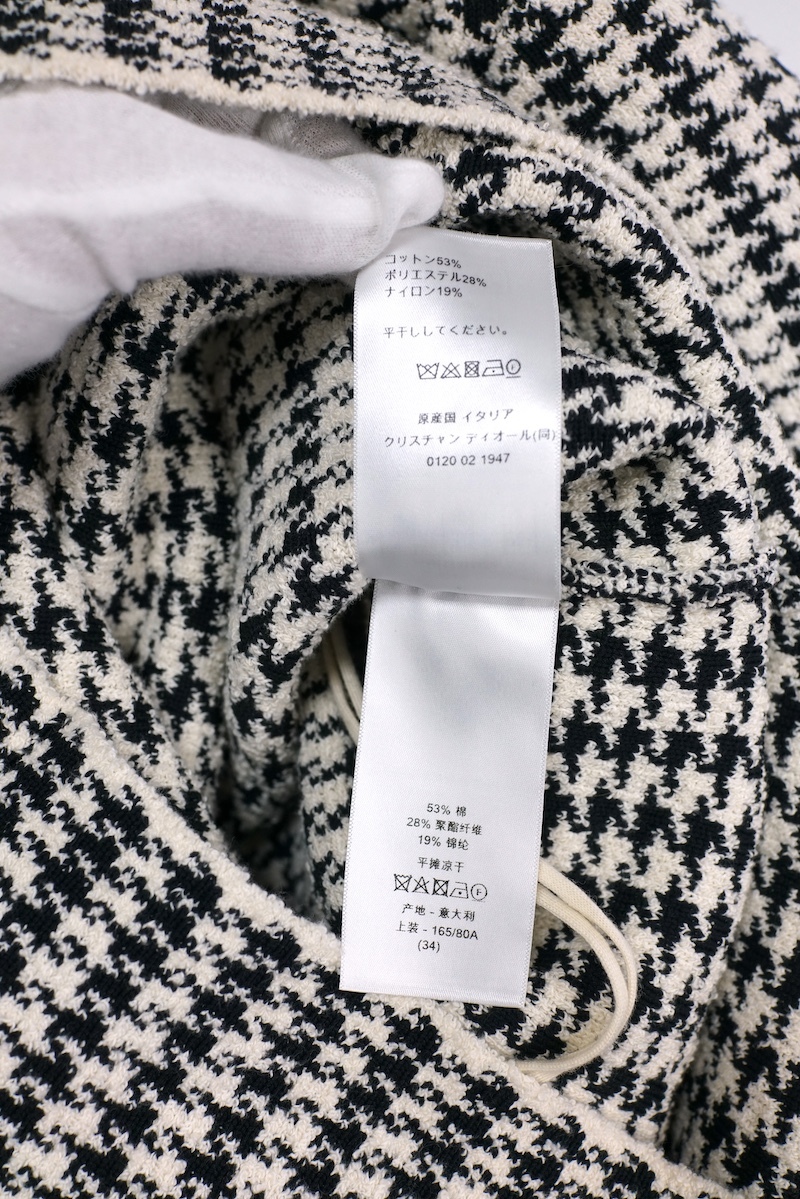 コットン53%
ポリエステル28%
ナイロン19%
平干ししてください。
原産国 イタリア
クリスチャン ディオール(同)
0120 02 1947
53% 棉
28% 聚酯纤维
19% 锦纶
平摊凉干
F
产地 - 意大利
上装 - 165/80A
(34)